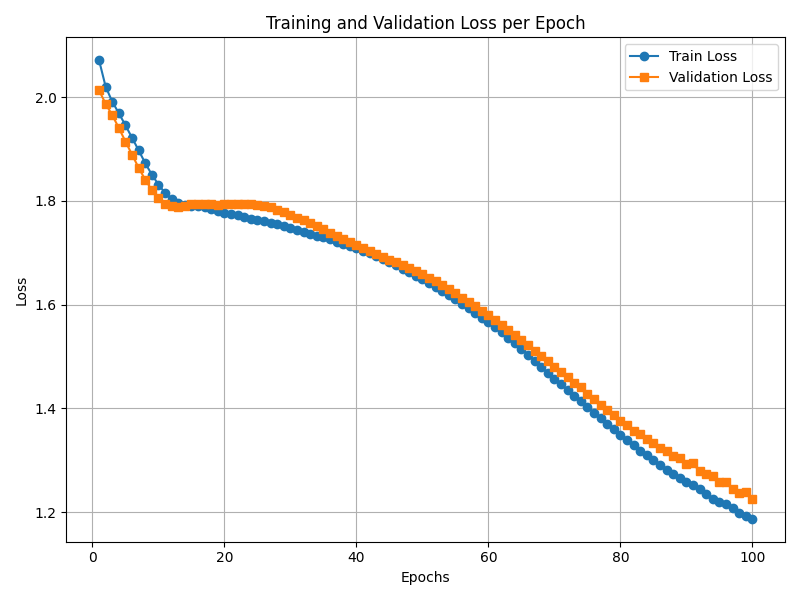 Training and Validation Loss per Epoch
Train Loss
Validation Loss
2.0
1.8
1.6
1.4
1.2
Loss
0 20 40 60 80 100
Epochs